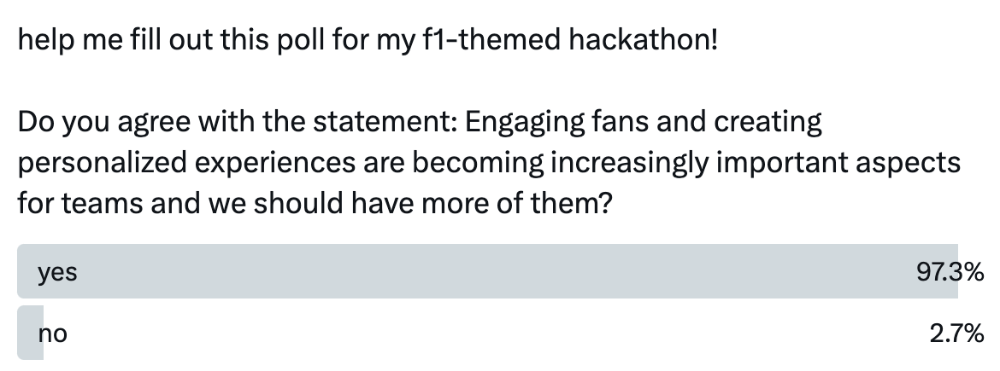 help me fill out this poll for my f1-themed hackathon!
Do you agree with the statement: Engaging fans and creating
personalized experiences are becoming increasingly important aspects
for teams and we should have more of them?
yes 97.3%
no 2.7%